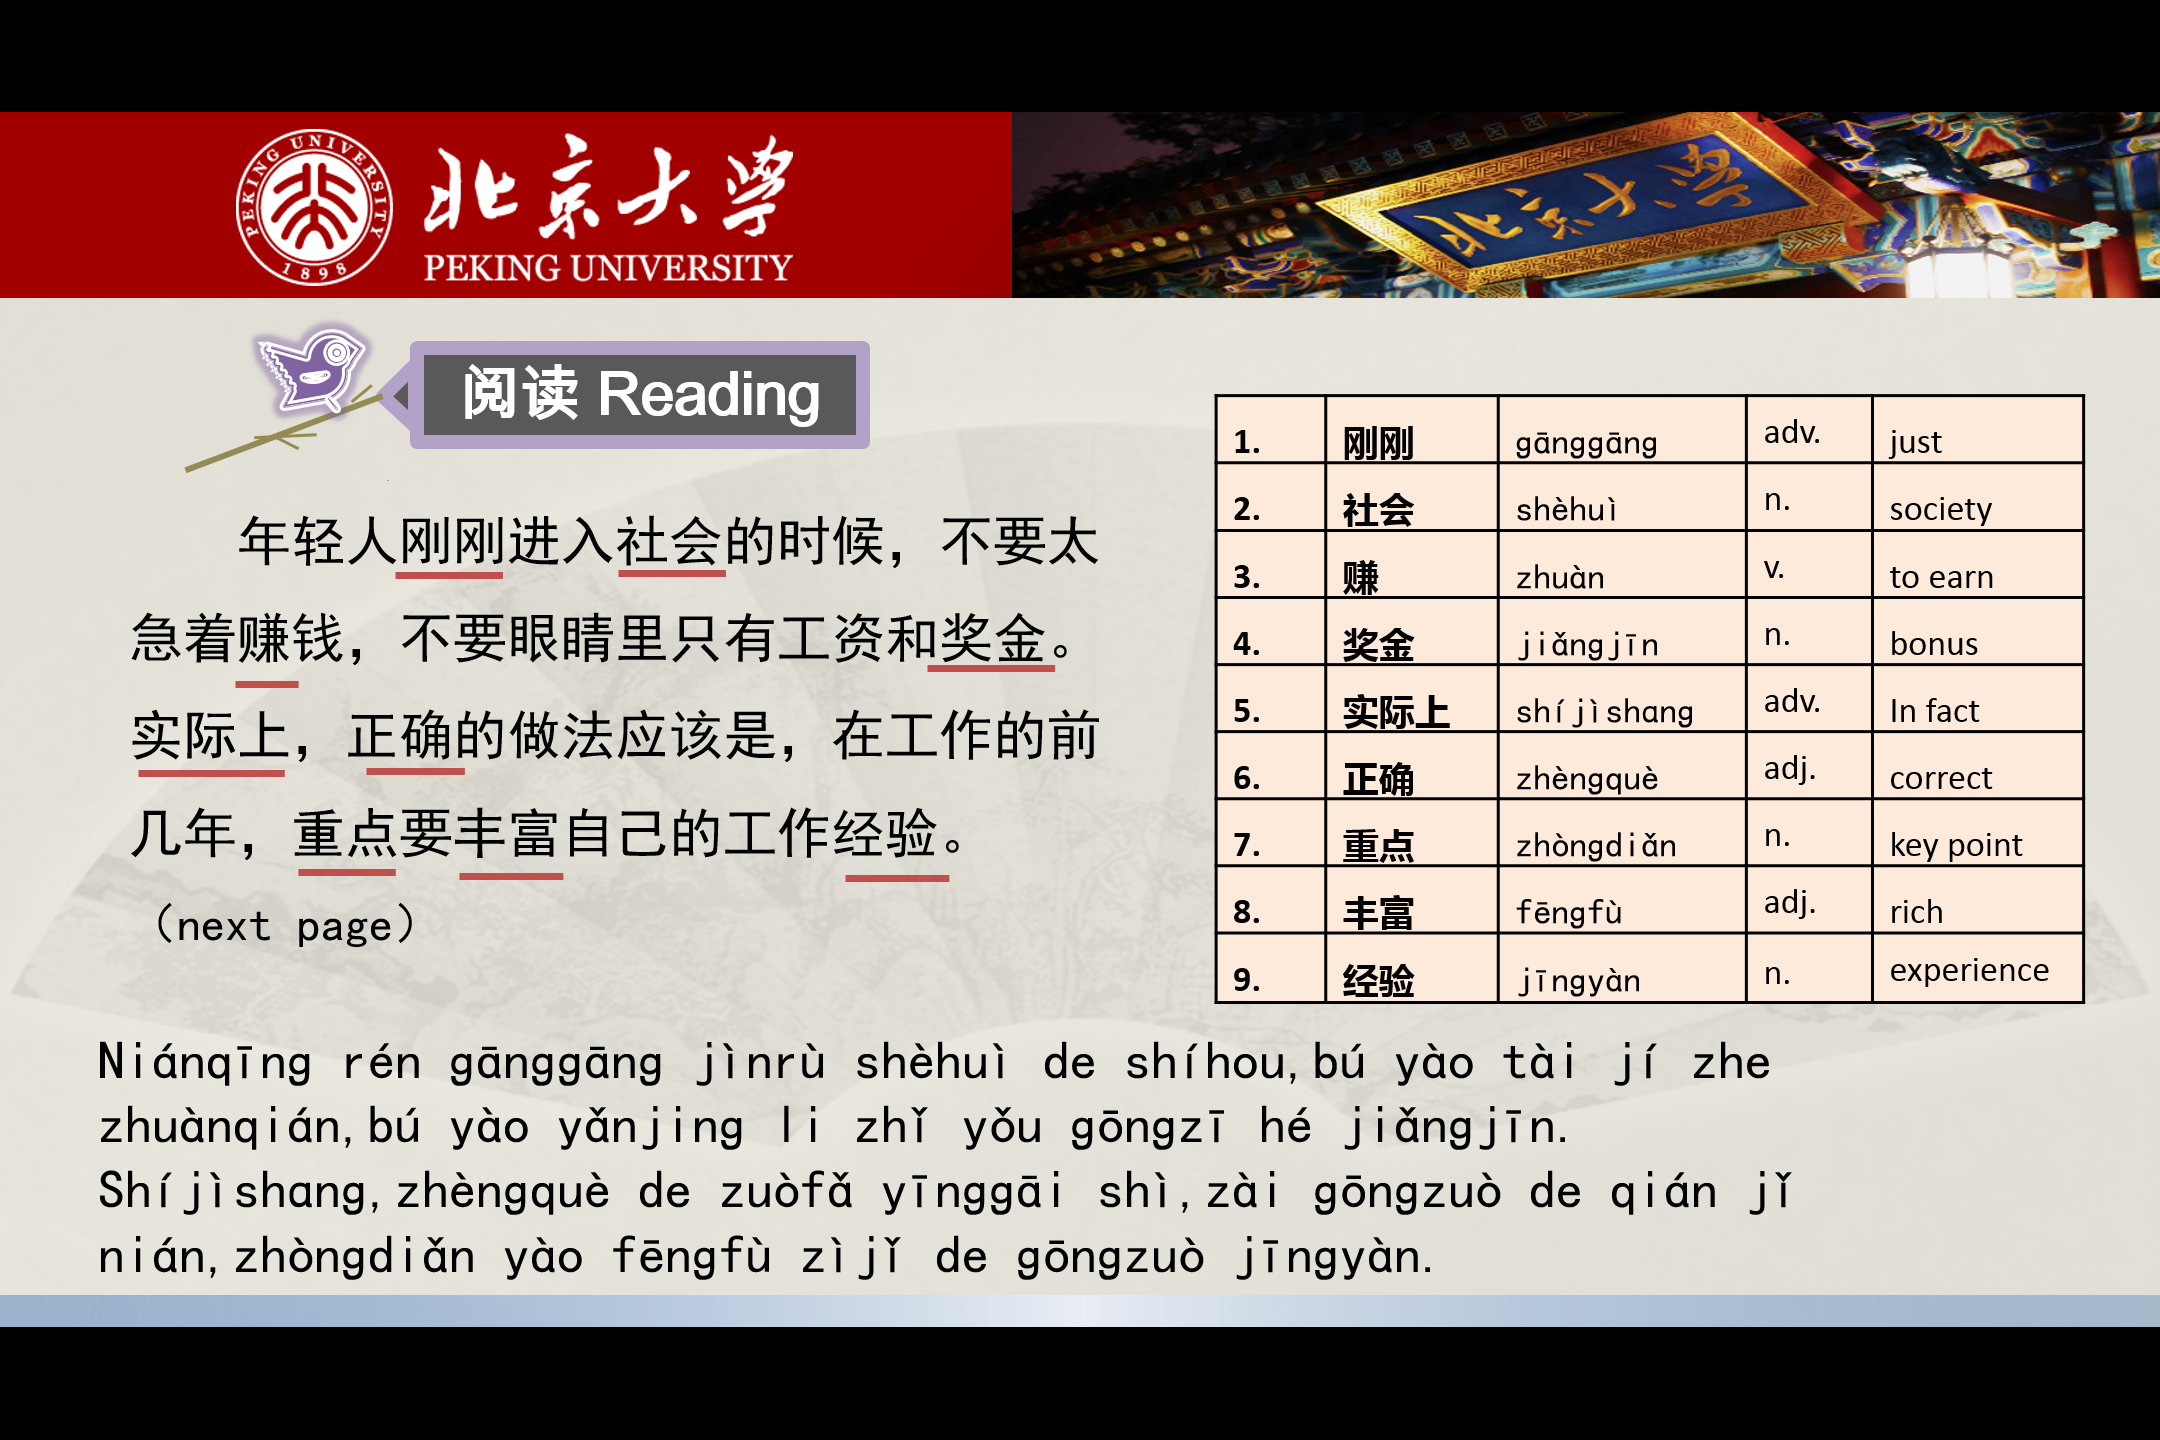 PEKING UNIVERSITY
1898
北京大学
PEKING UNIVERSITY
北京大学
阅读 Reading
年轻人刚刚进入社会的时候，不要太
急着赚钱，不要眼睛里只有工资和奖金。
实际上，正确的做法应该是，在工作的前
几年，重点要丰富自己的工作经验。
（next page）
1. 刚刚 gānggāng adv. just
2. 社会 shèhuì n. society
3. 赚 zhuàn v. to earn
4. 奖金 jiǎngjīn n. bonus
5. 实际上 shíjìshang adv. In fact
6. 正确 zhèngquè adj. correct
7. 重点 zhòngdiǎn n. key point
8. 丰富 fēngfù adj. rich
9. 经验 jīngyàn n. experience
Niánqīng rén gānggāng jìnrù shèhuì de shíhou,bú yào tài jí zhe
zhuànqián,bú yào yǎnjing li zhǐ yǒu gōngzī hé jiǎngjīn.
Shíjìshang,zhèngquè de zuòfǎ yīnggāi shì,zài gōngzuò de qián jǐ
nián,zhòngdiǎn yào fēngfù zìjǐ de gōngzuò jīngyàn.